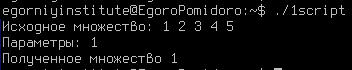 egorniyinstitute@EgoroPomidoro:~$ ./1script
Исходное множество: 1 2 3 4 5
Параметры: 1
Полученное множество 1